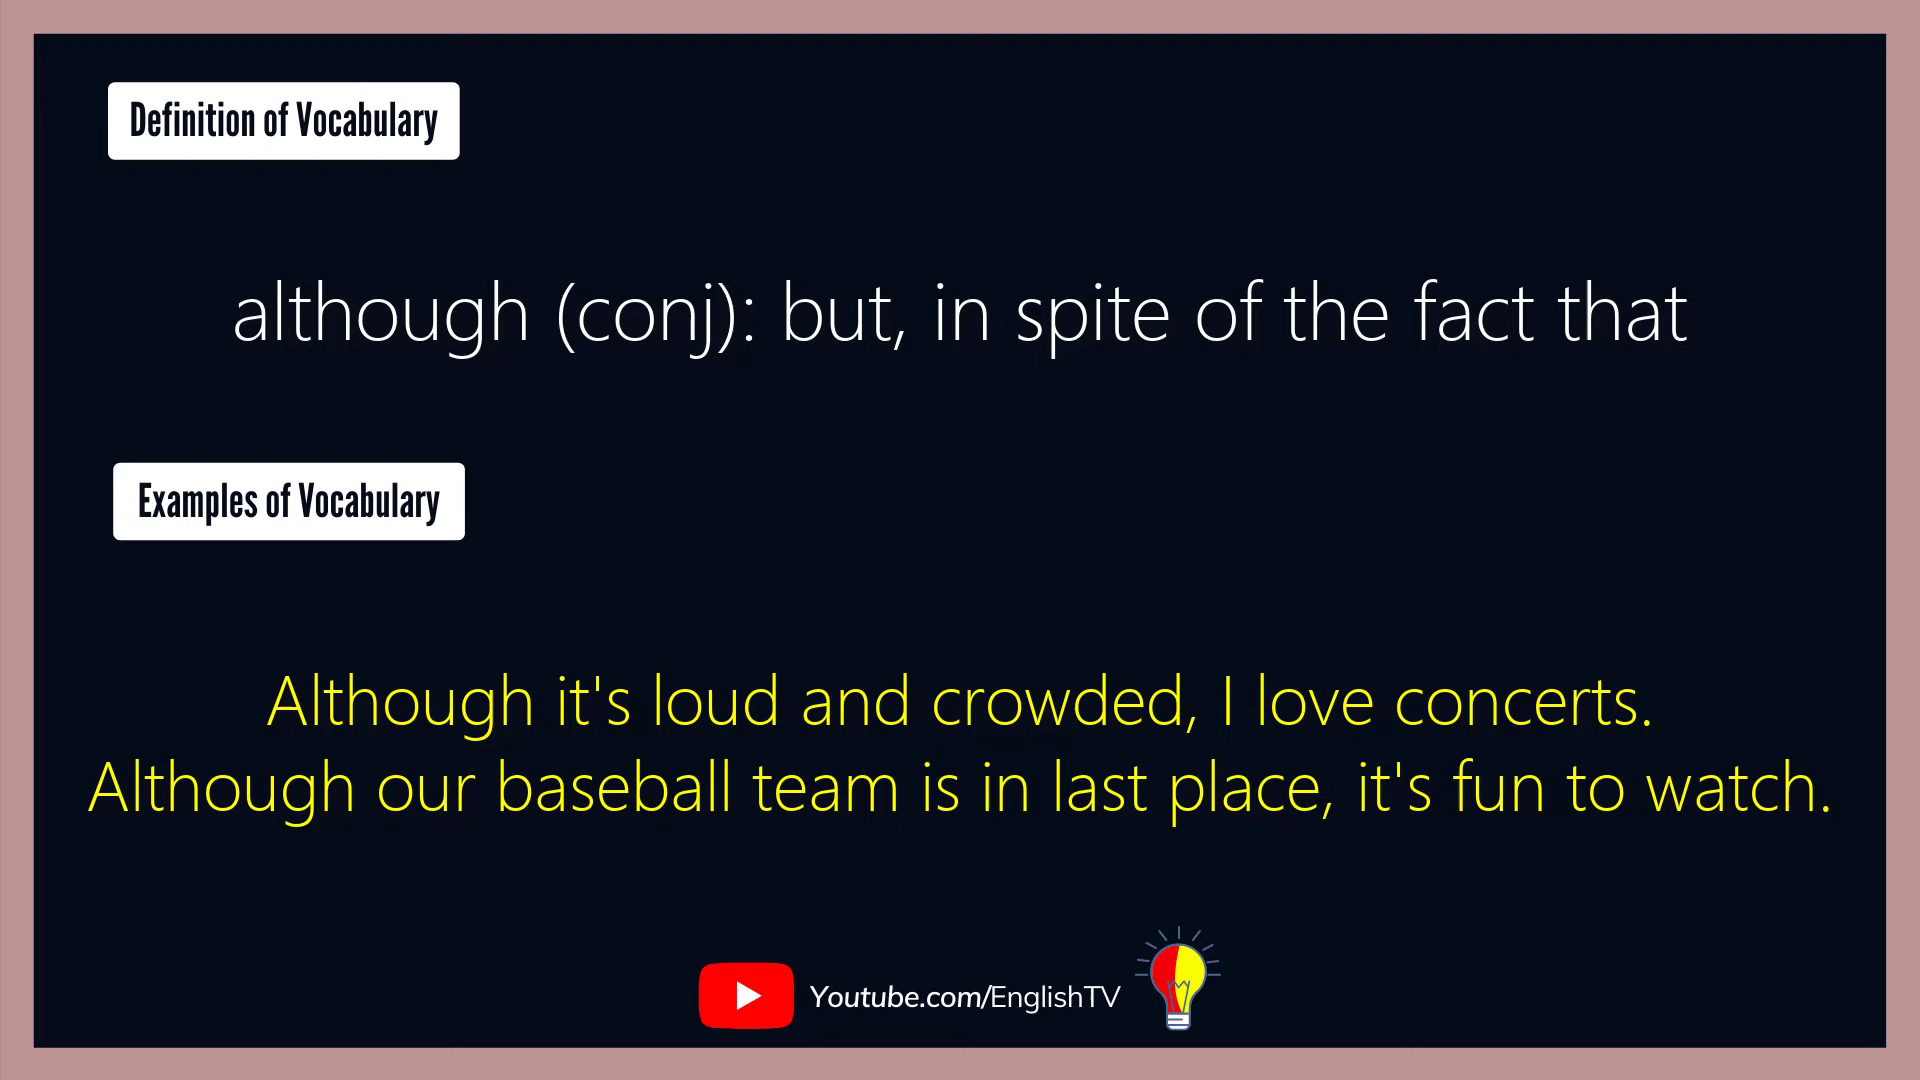 Definition of Vocabulary
although (conj): but, in spite of the fact that
Examples of Vocabulary
Although it's loud and crowded, I love concerts.
Although our baseball team is in last place, it's fun to watch.
Youtube.com/EnglishTV